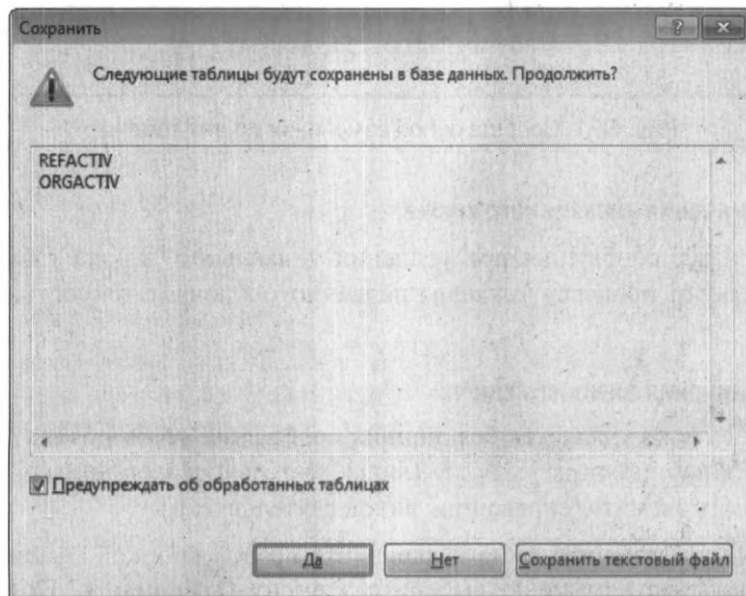 Сохранить
Следующие таблицы будут сохранены в базе данных. Продолжить?
REFACTIV
ORGACTIV
Предупреждать об обработанных таблицах
Да
Нет
Сохранить текстовый файл